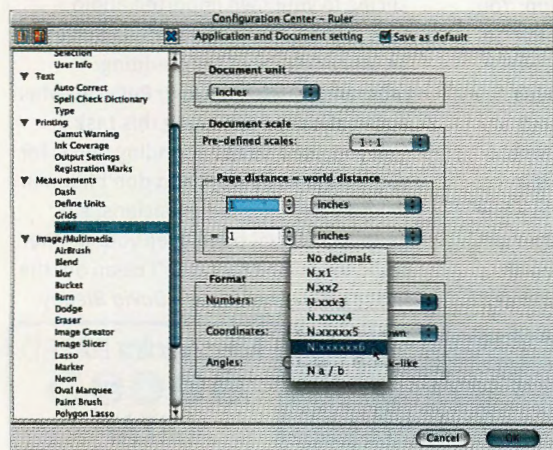 Configuration Center – Ruler
Application and Document setting
Save as default
Selection
User Info
Text
Auto Correct
Spell Check Dictionary
Type
Printing
Gamut Warning
Ink Coverage
Output Settings
Registration Marks
Measurements
Dash
Define Units
Grids
Ruler
Image/Multimedia
AirBrush
Blend
Blur
Bucket
Burn
Dodge
Eraser
Image Creator
Image Slicer
Lasso
Marker
Neon
Oval Marquee
Paint Brush
Polygon Lasso
Document unit
inches
Document scale
Pre-defined scales:
1 : 1
Page distance = world distance
1
inches
= 1
inches
Format
Numbers:
Coordinates:
own
Angles:
k-like
No decimals
N.x1
N.xx2
N.xxx3
N.xxxx4
N.xxxxx5
N.xxxxxx6
N a / b
Cancel
OK